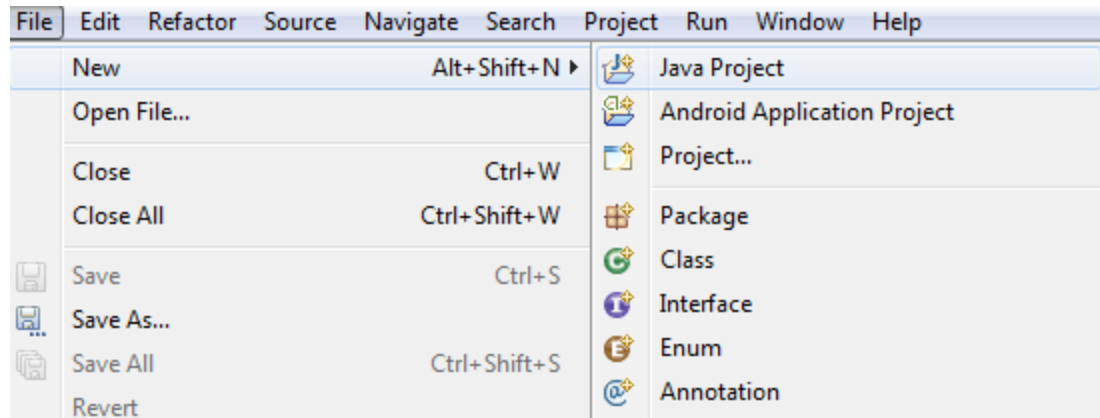 File Edit Refactor Source Navigate Search Project Run Window Help
New Alt+Shift+N
Open File...
Close Ctrl+W
Close All Ctrl+Shift+W
Save Ctrl+S
Save As...
Save All Ctrl+Shift+S
Revert
Java Project
Android Application Project
Project...
Package
Class
Interface
Enum
Annotation